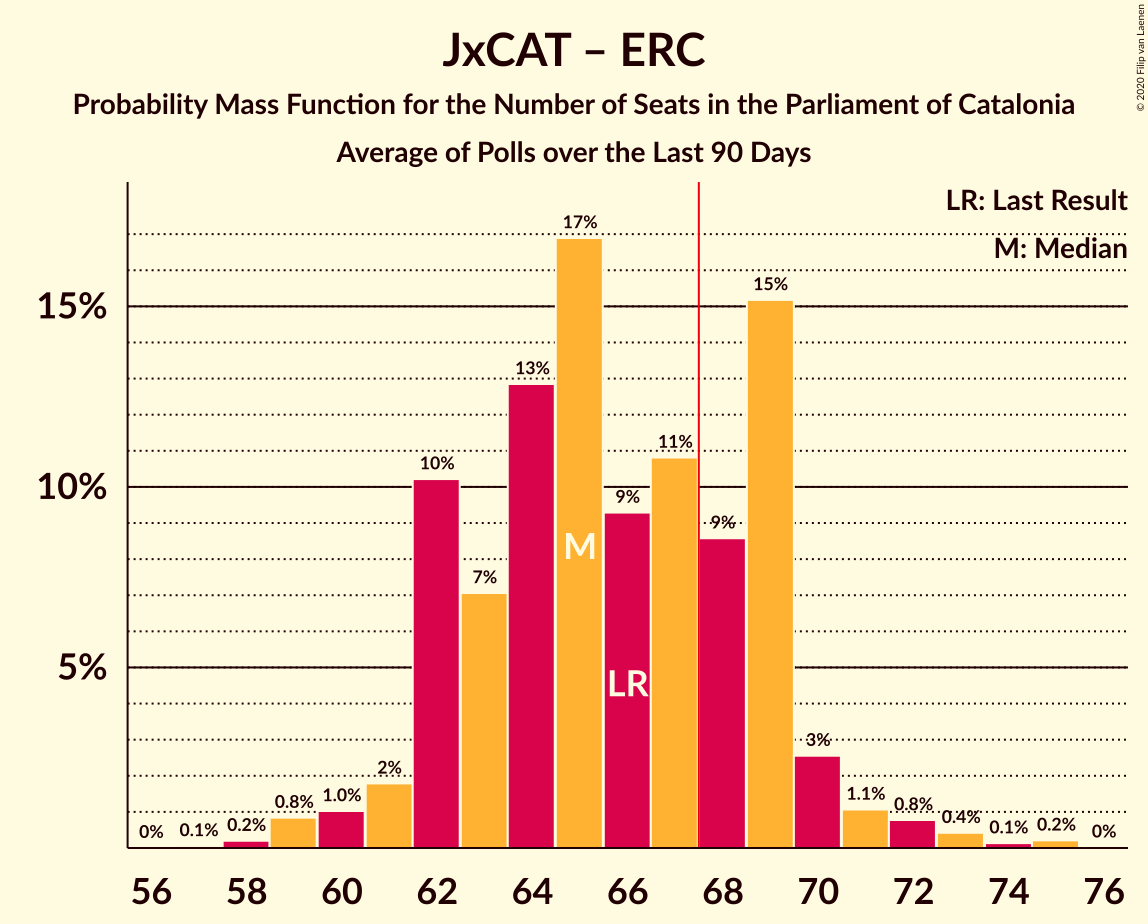 JxCAT – ERC
Probability Mass Function for the Number of Seats in the Parliament of Catalonia
Average of Polls over the Last 90 Days
© 2020 Filip van Laenen
LR: Last Result
M: Median
15%
10%
5%
0%
0.1%
0.2%
0.8%
1.0%
2%
10%
7%
13%
17%
9%
11%
9%
15%
3%
1.1%
0.8%
0.4%
0.1%
0.2%
0%
M
LR
56 58 60 62 64 66 68 70 72 74 76